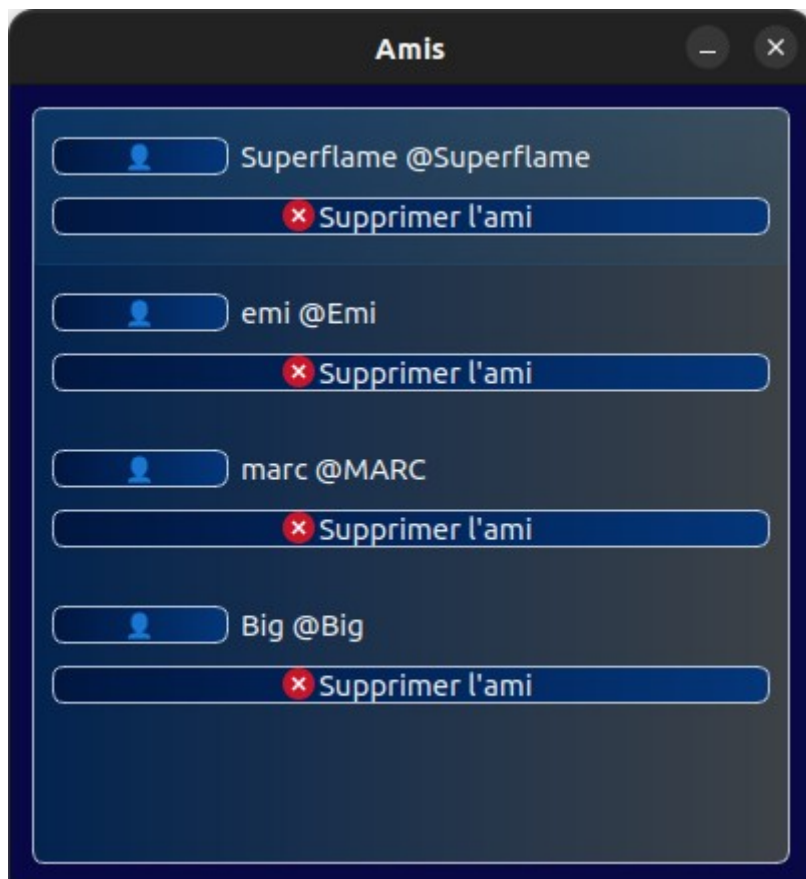 Amis
Superflame @Superflame
Supprimer l'ami
emi @Emi
Supprimer l'ami
marc @MARC
Supprimer l'ami
Big @Big
Supprimer l'ami